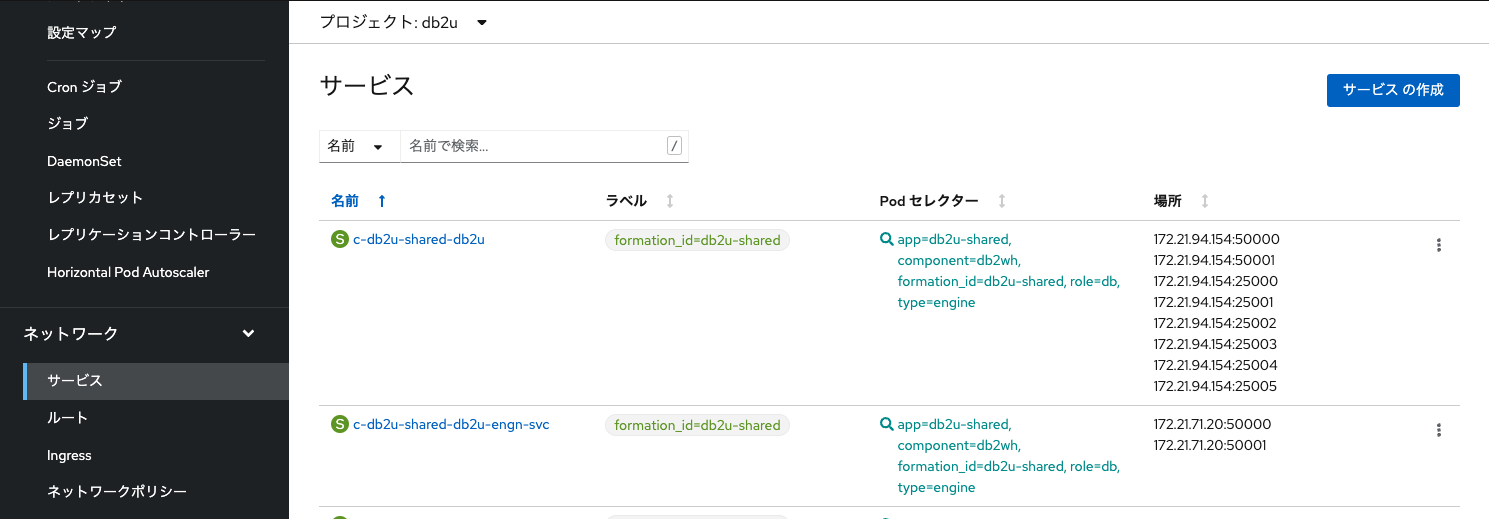 設定マップ
Cron ジョブ
ジョブ
DaemonSet
レプリカセット
レプリケーションコントローラー
Horizontal Pod Autoscaler
ネットワーク
サービス
ルート
Ingress
ネットワークポリシー
プロジェクト: db2u
サービス
サービス の作成
名前
名前で検索...
/
名前 ラベル Pod セレクター 場所
S c-db2u-shared-db2u
formation_id=db2u-shared
app=db2u-shared,
component=db2wh,
formation_id=db2u-shared, role=db,
type=engine
172.21.94.154:50000
172.21.94.154:50001
172.21.94.154:25000
172.21.94.154:25001
172.21.94.154:25002
172.21.94.154:25003
172.21.94.154:25004
172.21.94.154:25005
S c-db2u-shared-db2u-engn-svc
formation_id=db2u-shared
app=db2u-shared,
component=db2wh,
formation_id=db2u-shared, role=db,
type=engine
172.21.71.20:50000
172.21.71.20:50001